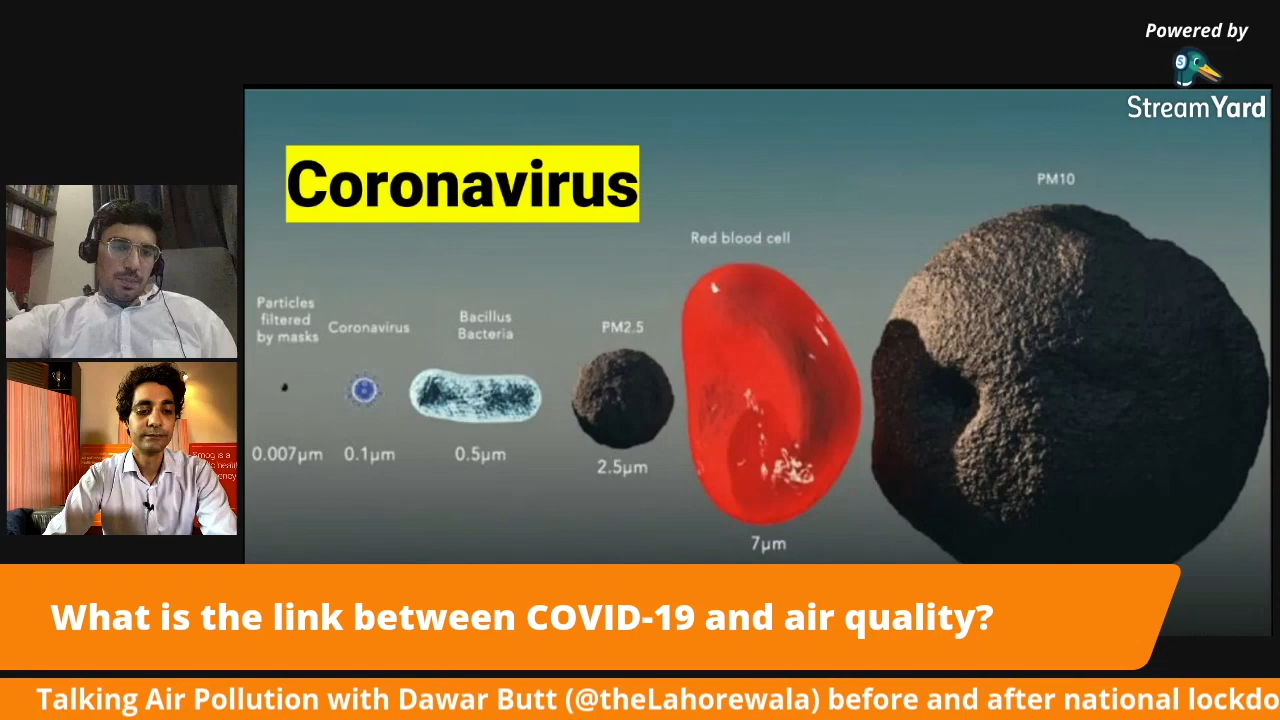 Powered by
StreamYard
Coronavirus
PM10
Red blood cell
Particles
filtered
by masks
Coronavirus
Bacillus
Bacteria
PM2.5
0.007µm
0.1µm
0.5µm
2.5µm
7µm
Smog is a
What is the link between COVID-19 and air quality?
Talking Air Pollution with Dawar Butt (@theLahorewala) before and after national lockdo